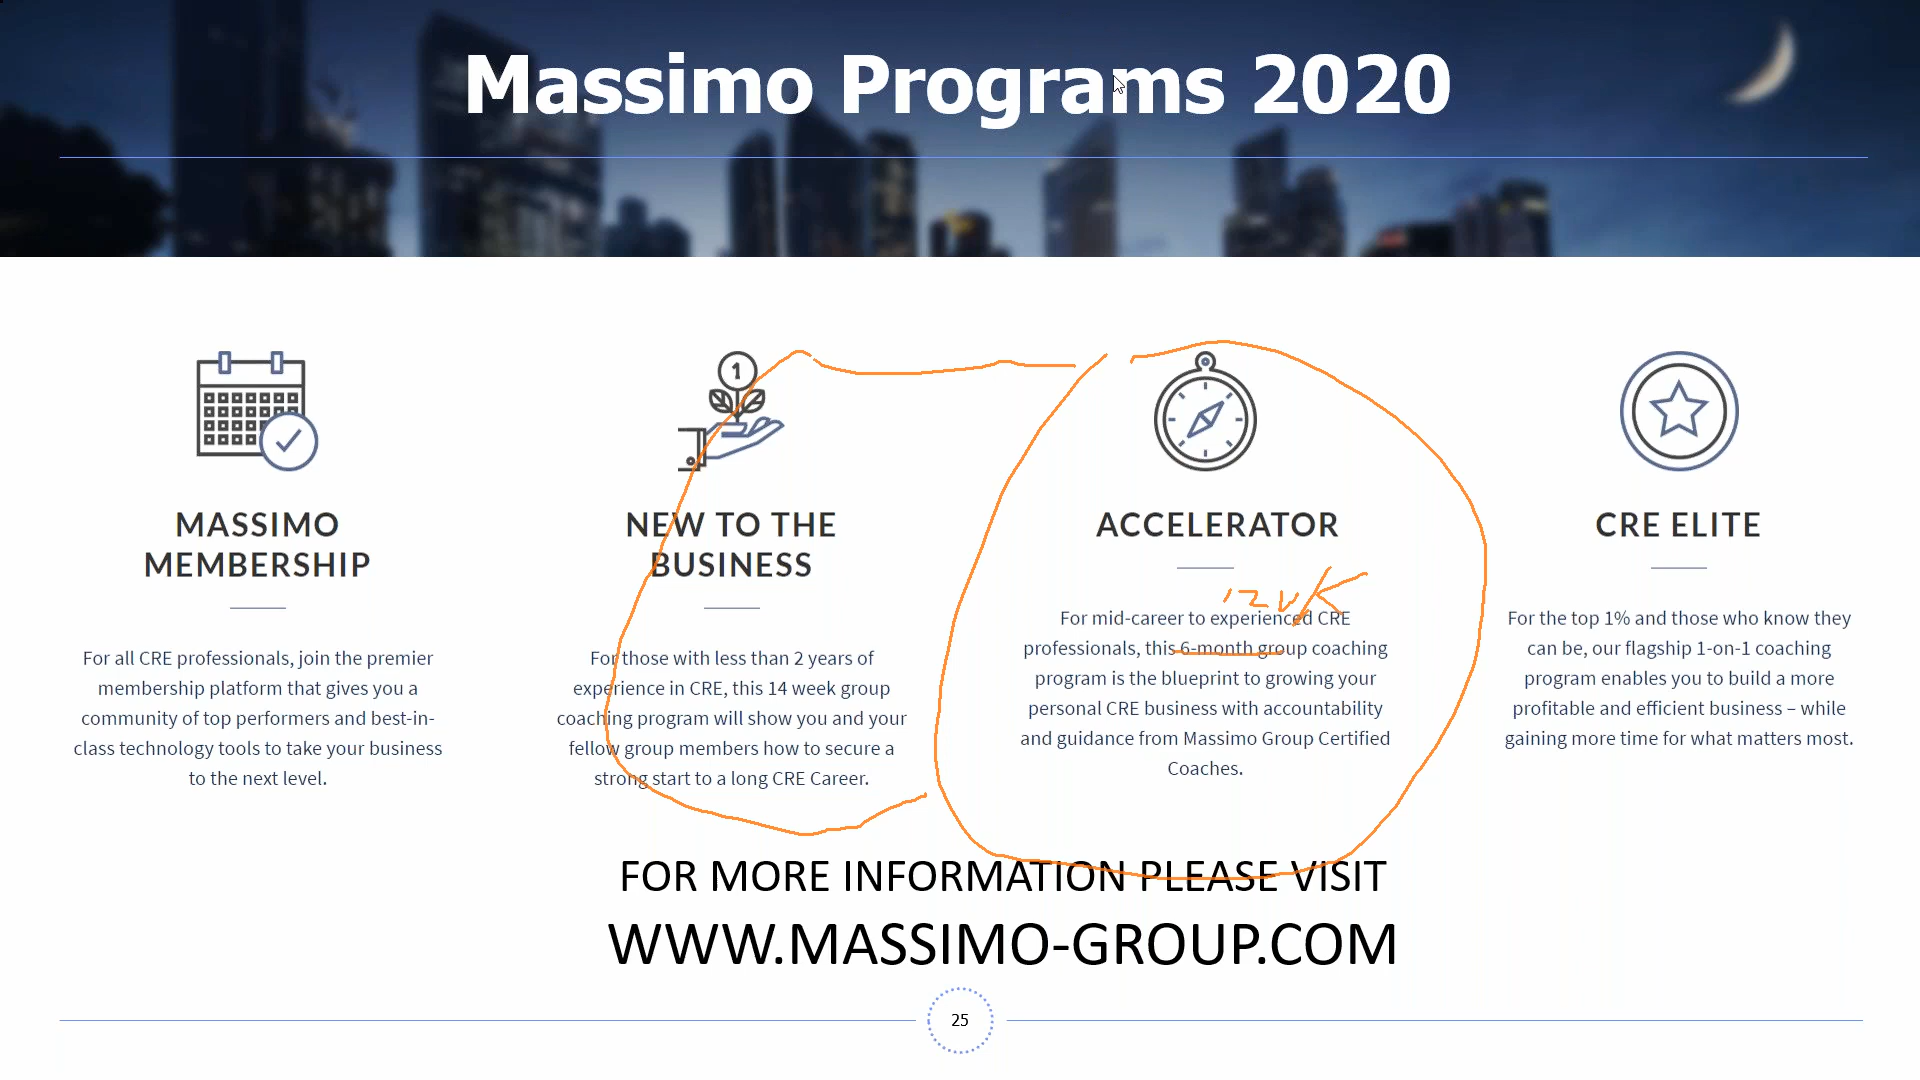 Massimo Programs 2020
1
MASSIMO
MEMBERSHIP
For all CRE professionals, join the premier
membership platform that gives you a
community of top performers and best-in-
class technology tools to take your business
to the next level.
NEW TO THE
BUSINESS
For those with less than 2 years of
experience in CRE, this 14 week group
coaching program will show you and your
fellow group members how to secure a
strong start to a long CRE Career.
ACCELERATOR
12 wk
For mid-career to experienced CRE
professionals, this 6-month group coaching
program is the blueprint to growing your
personal CRE business with accountability
and guidance from Massimo Group Certified
Coaches.
CRE ELITE
For the top 1% and those who know they
can be, our flagship 1-on-1 coaching
program enables you to build a more
profitable and efficient business – while
gaining more time for what matters most.
FOR MORE INFORMATION PLEASE VISIT
WWW.MASSIMO-GROUP.COM
25